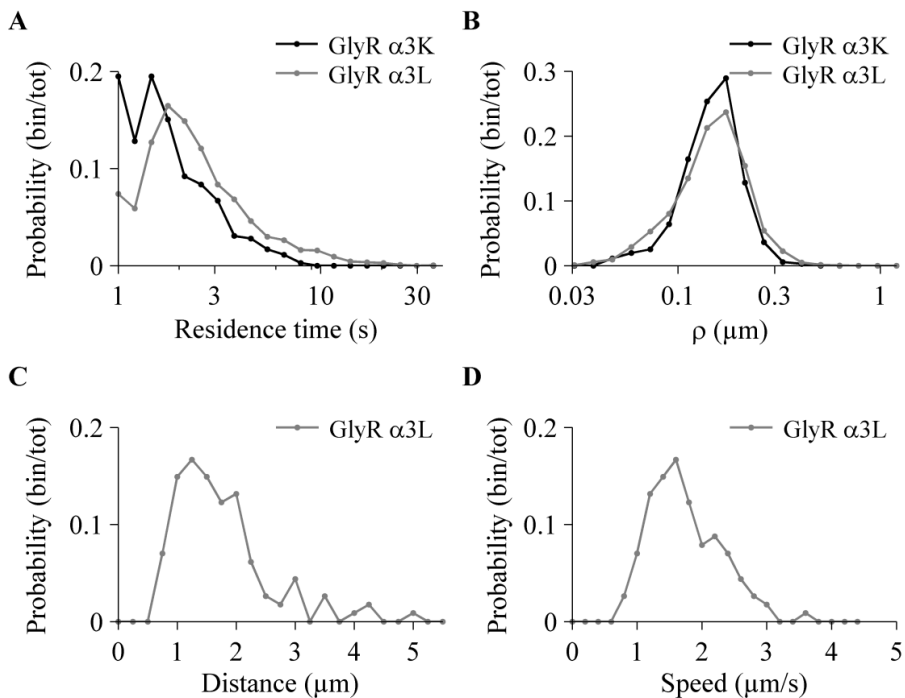 A
GlyR α3K
GlyR α3L
0.2
0.1
0
Probability (bin/tot)
1
3
10
30
Residence time (s)
B
GlyR α3K
GlyR α3L
0.3
0.2
0.1
0
Probability (bin/tot)
0.03
0.1
0.3
1
ρ (μm)
C
GlyR α3L
0.2
0.1
0
Probability (bin/tot)
0
1
2
3
4
5
Distance (μm)
D
GlyR α3L
0.2
0.1
0
Probability (bin/tot)
0
1
2
3
4
5
Speed (μm/s)